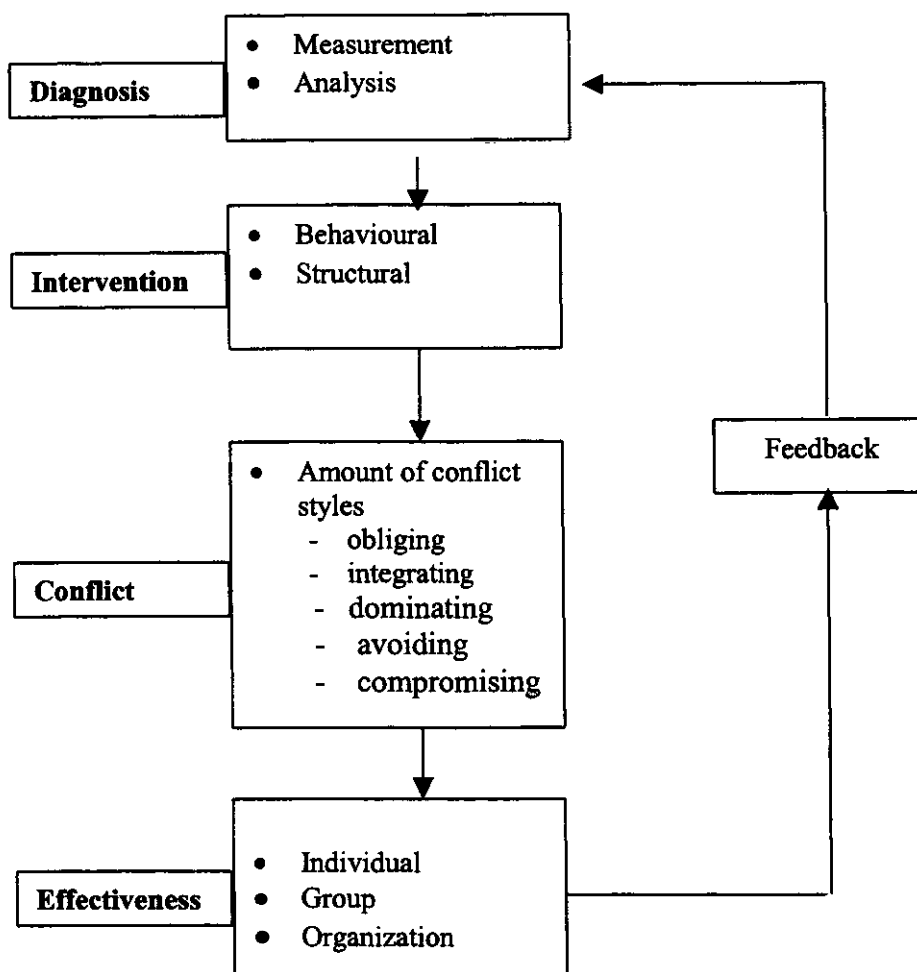 Diagnosis
• Measurement
• Analysis
Intervention
• Behavioural
• Structural
Feedback
Conflict
• Amount of conflict
styles
- obliging
- integrating
- dominating
- avoiding
- compromising
Effectiveness
• Individual
• Group
• Organization